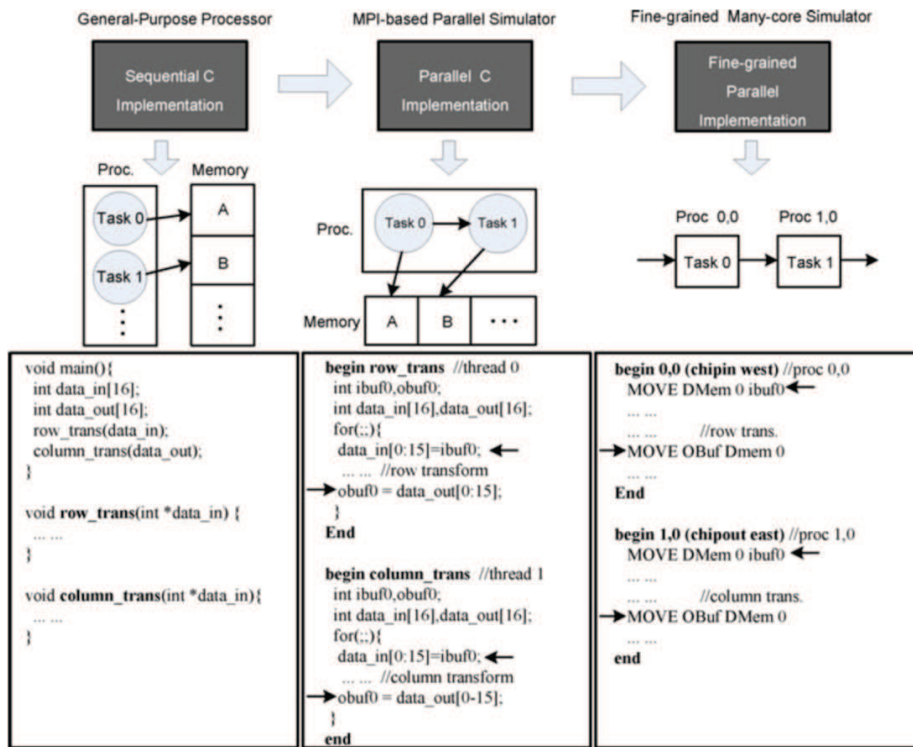 General-Purpose Processor
MPI-based Parallel Simulator
Fine-grained Many-core Simulator
Sequential C
Implementation
Parallel C
Implementation
Fine-grained
Parallel
Implementation
Proc.
Memory
Task 0
Task 1
A
B
Proc.
Task 0
Task 1
Memory
A
B
Proc 0,0
Proc 1,0
Task 0
Task 1
void main(){
int data_in[16];
int data_out[16];
row_trans(data_in);
column_trans(data_out);
}
void row_trans(int *data_in) {
... ...
}
void column_trans(int *data_in){
... ...
}
begin row_trans //thread 0
int ibuf0,obuf0;
int data_in[16],data_out[16];
for(;;){
data_in[0:15]=ibuf0;
... ... //row transform
obuf0 = data_out[0:15];
}
End
begin column_trans //thread 1
int ibuf0,obuf0;
int data_in[16],data_out[16];
for(;;){
data_in[0:15]=ibuf0;
... ... //column transform
obuf0 = data_out[0-15];
}
end
begin 0,0 (chipin west) //proc 0,0
MOVE DMem 0 ibuf0
... ...
... ... //row trans.
MOVE OBuf Dmem 0
... ...
End
begin 1,0 (chipout east) //proc 1,0
MOVE DMem 0 ibuf0
... ...
... ... //column trans.
MOVE OBuf DMem 0
... ...
end